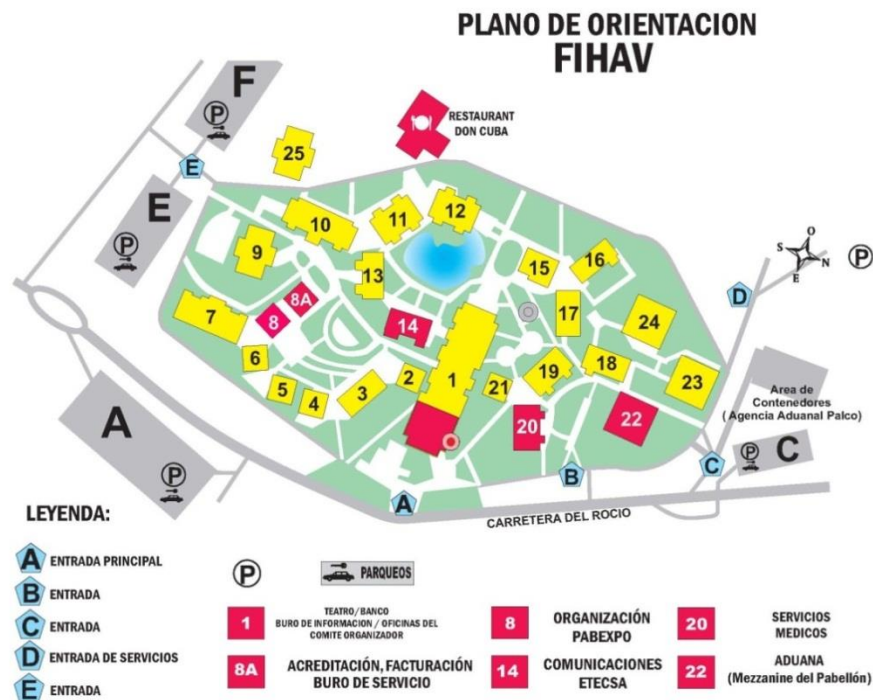 PLANO DE ORIENTACION
FIHAV
F
P
E
25
RESTAURANT
DON CUBA
E
P
10
11
12
9
13
15
16
O
S
N
E
P
D
8A
7
8
14
17
24
6
2
1
19
18
5
4
3
21
23
Area de
Contenedores
( Agencia Aduanal Palco)
A
P
20
22
P
C
C
B
A
CARRETERA DEL ROCIO
LEYENDA:
A ENTRADA PRINCIPAL
B ENTRADA
C ENTRADA
D ENTRADA DE SERVICIOS
E ENTRADA
P
PARQUEOS
1
TEATRO/BANCO
BURO DE INFORMACION / OFICINAS DEL
COMITE ORGANIZADOR
8A
ACREDITACIÓN, FACTURACIÓN
BURO DE SERVICIO
8
ORGANIZACIÓN
PABEXPO
14
COMUNICACIONES
ETECSA
20
SERVICIOS
MEDICOS
22
ADUANA
(Mezzanine del Pabellón)